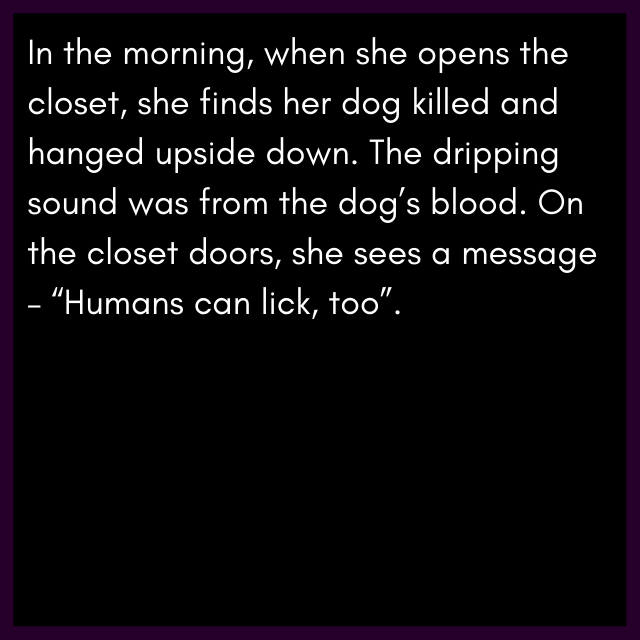 In the morning, when she opens the
closet, she finds her dog killed and
hanged upside down. The dripping
sound was from the dog’s blood. On
the closet doors, she sees a message
– “Humans can lick, too”.